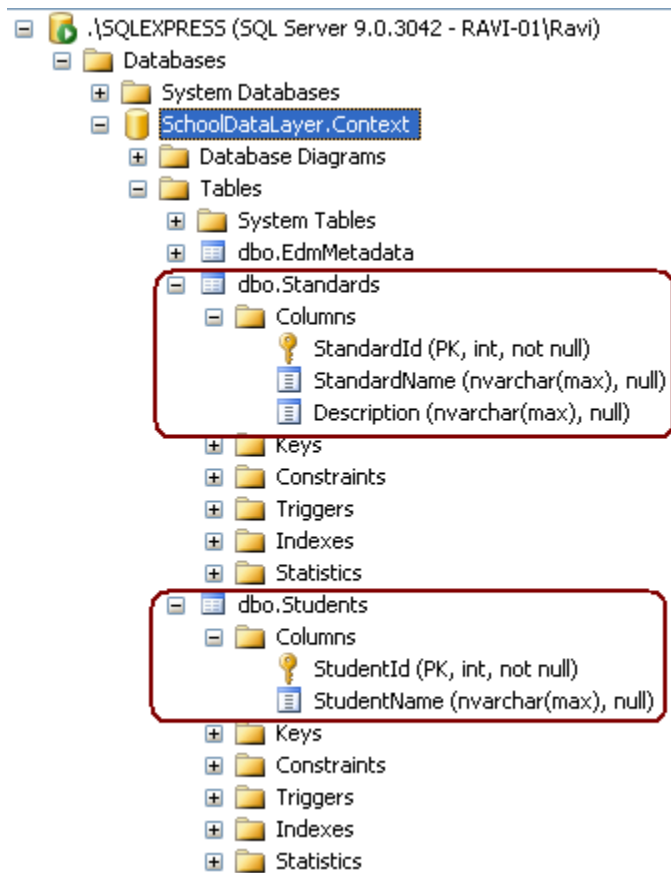 .\SQLEXPRESS (SQL Server 9.0.3042 - RAVI-01\Ravi)
Databases
System Databases
SchoolDataLayer.Context
Database Diagrams
Tables
System Tables
dbo.EdmMetadata
dbo.Standards
Columns
StandardId (PK, int, not null)
StandardName (nvarchar(max), null)
Description (nvarchar(max), null)
Keys
Constraints
Triggers
Indexes
Statistics
dbo.Students
Columns
StudentId (PK, int, not null)
StudentName (nvarchar(max), null)
Keys
Constraints
Triggers
Indexes
Statistics